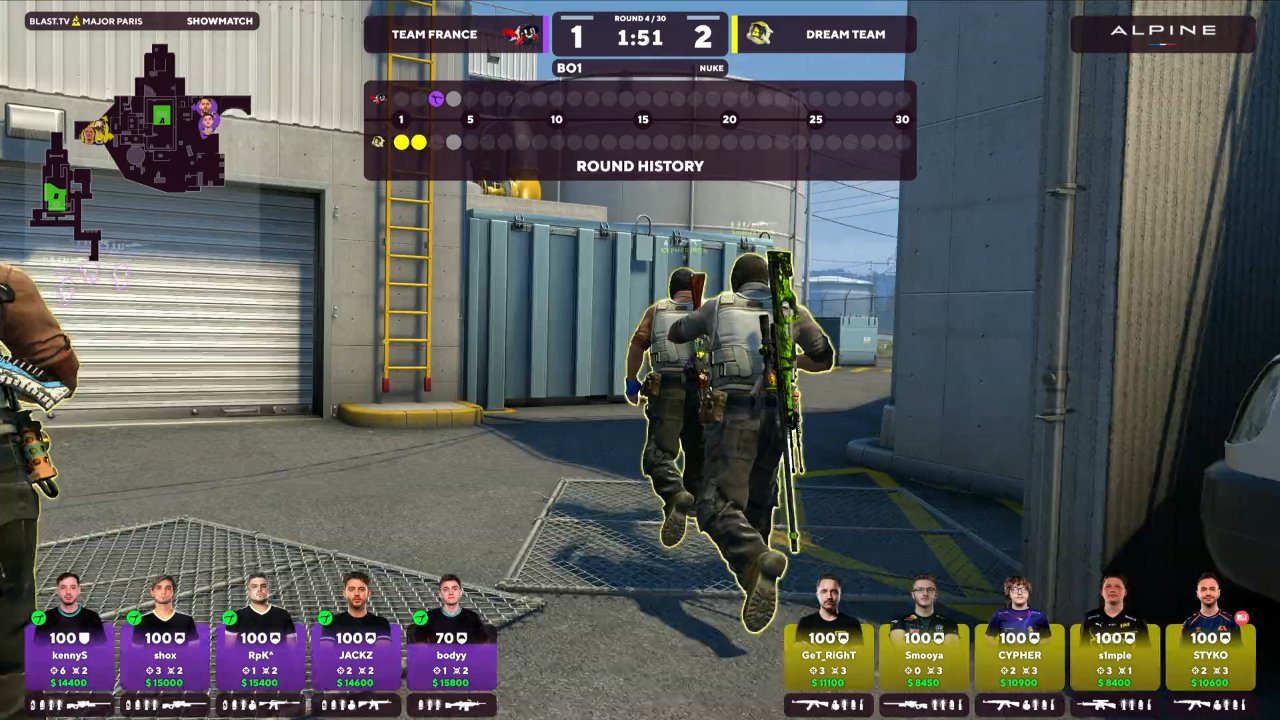 BLAST.TV MAJOR PARIS SHOWMATCH
TEAM FRANCE 1 ROUND 4 / 30 1:51 2 DREAM TEAM
ALPINE
BO1 NUKE
1 5 10 15 20 25 30
ROUND HISTORY
A
B
100 100 100 100 70 100 100 100 100 100
kennyS shox RpK^ JACKZ bodyy GeT_RiGhT Smooya CYPHER s1mple STYKO
6 2 3 2 1 2 2 2 1 2 3 3 0 3 2 3 3 1 2 3
$14400 $15000 $15400 $14600 $15800 $11100 $8450 $10900 $8400 $10600